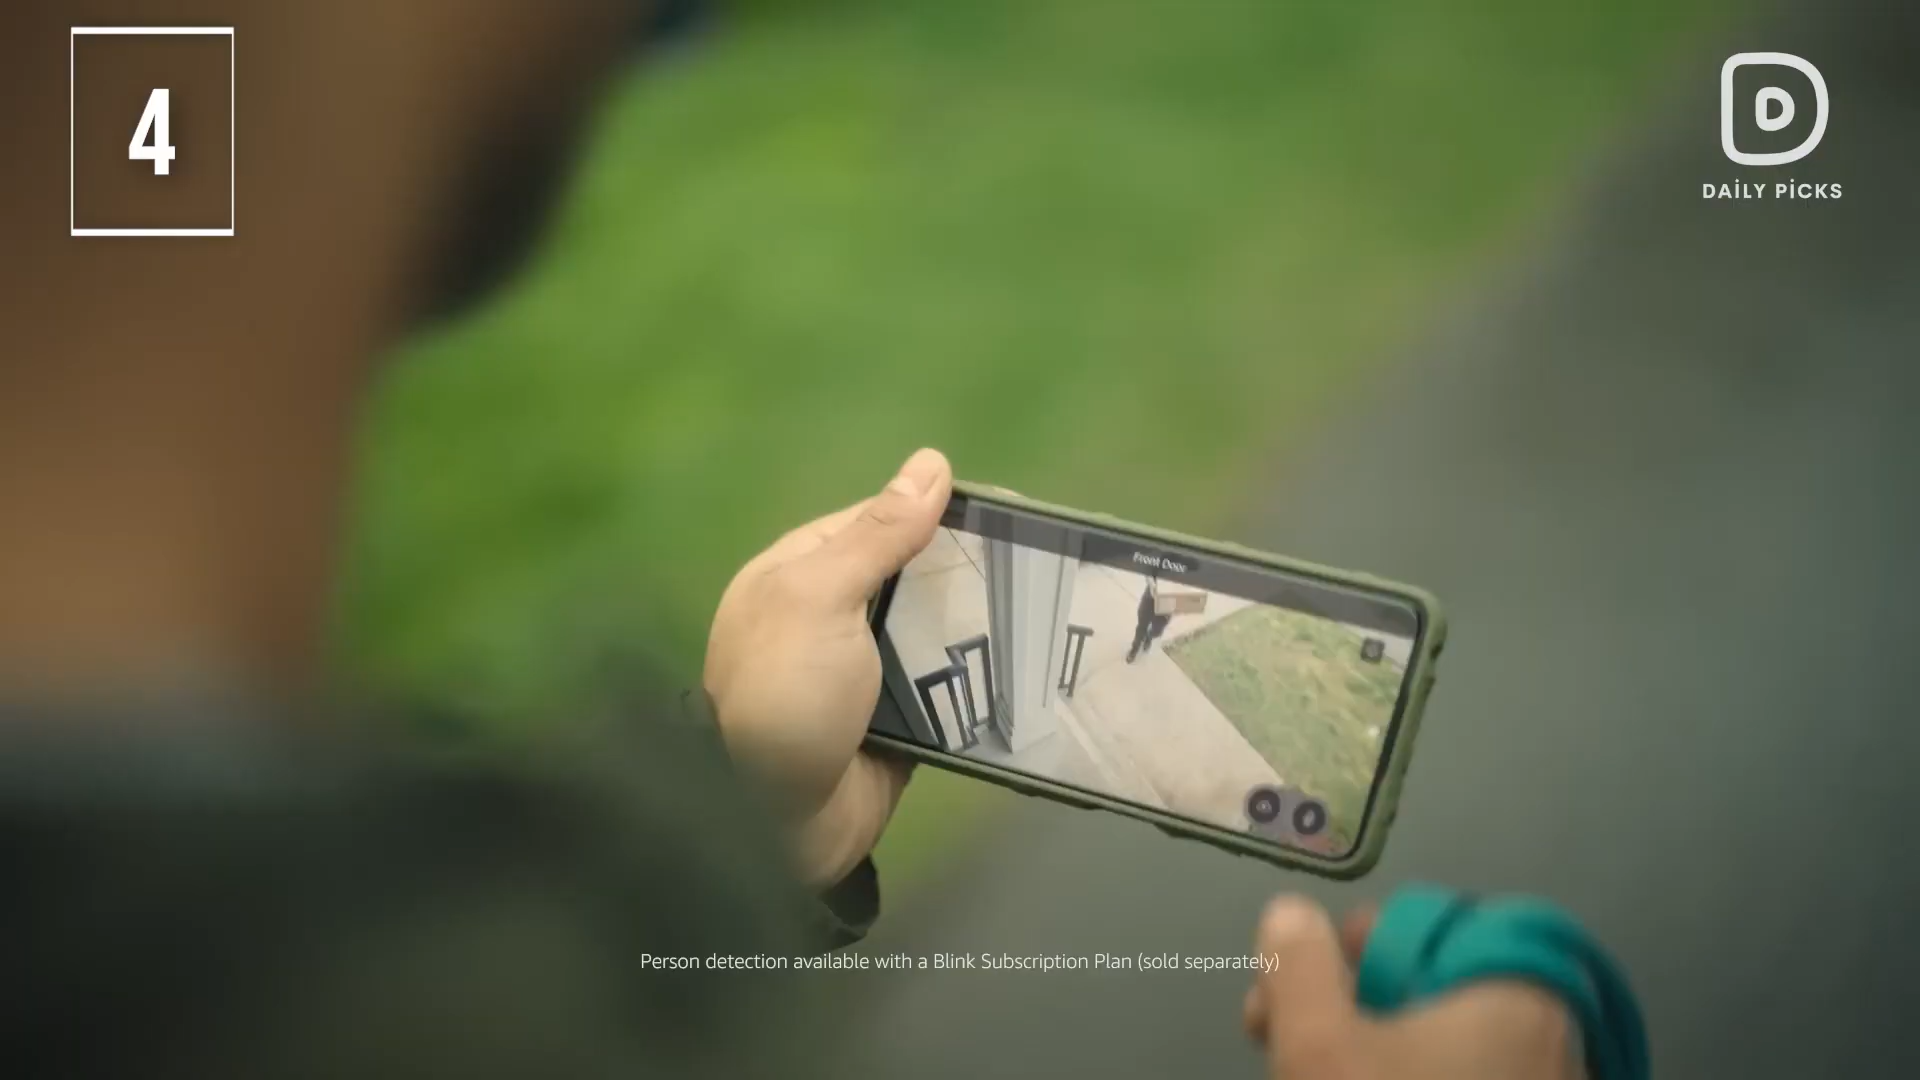 4
DAiLY PiCKS
Front Door
Person detection available with a Blink Subscription Plan (sold separately)